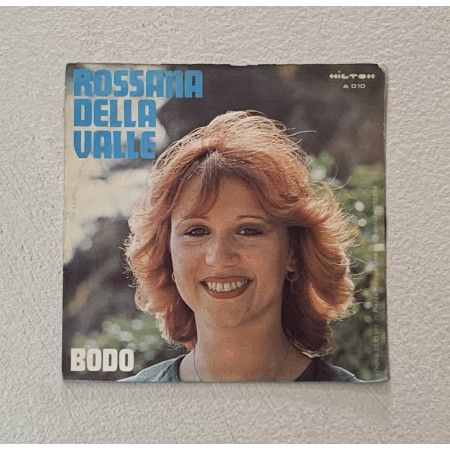 ROSSANA
DELLA
VALLE
HILTON
A 010
BODO